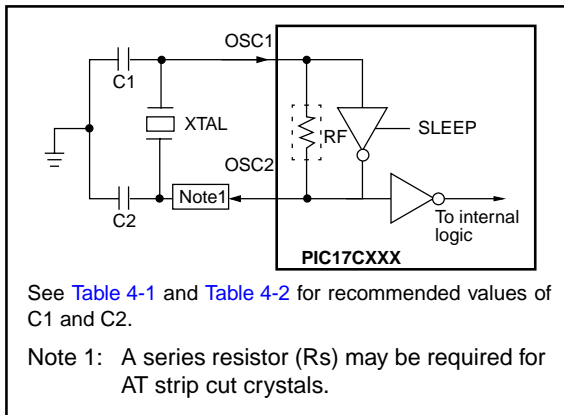 OSC1
C1
XTAL
RF
SLEEP
OSC2
Note1
C2
To internal
logic
PIC17CXXX
See Table 4-1 and Table 4-2 for recommended values of
C1 and C2.
Note 1: A series resistor (Rs) may be required for
AT strip cut crystals.